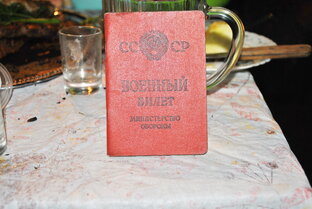 СССР
ВОЕННЫЙ
БИЛЕТ
МИНИСТЕРСТВО
ОБОРОНЫ